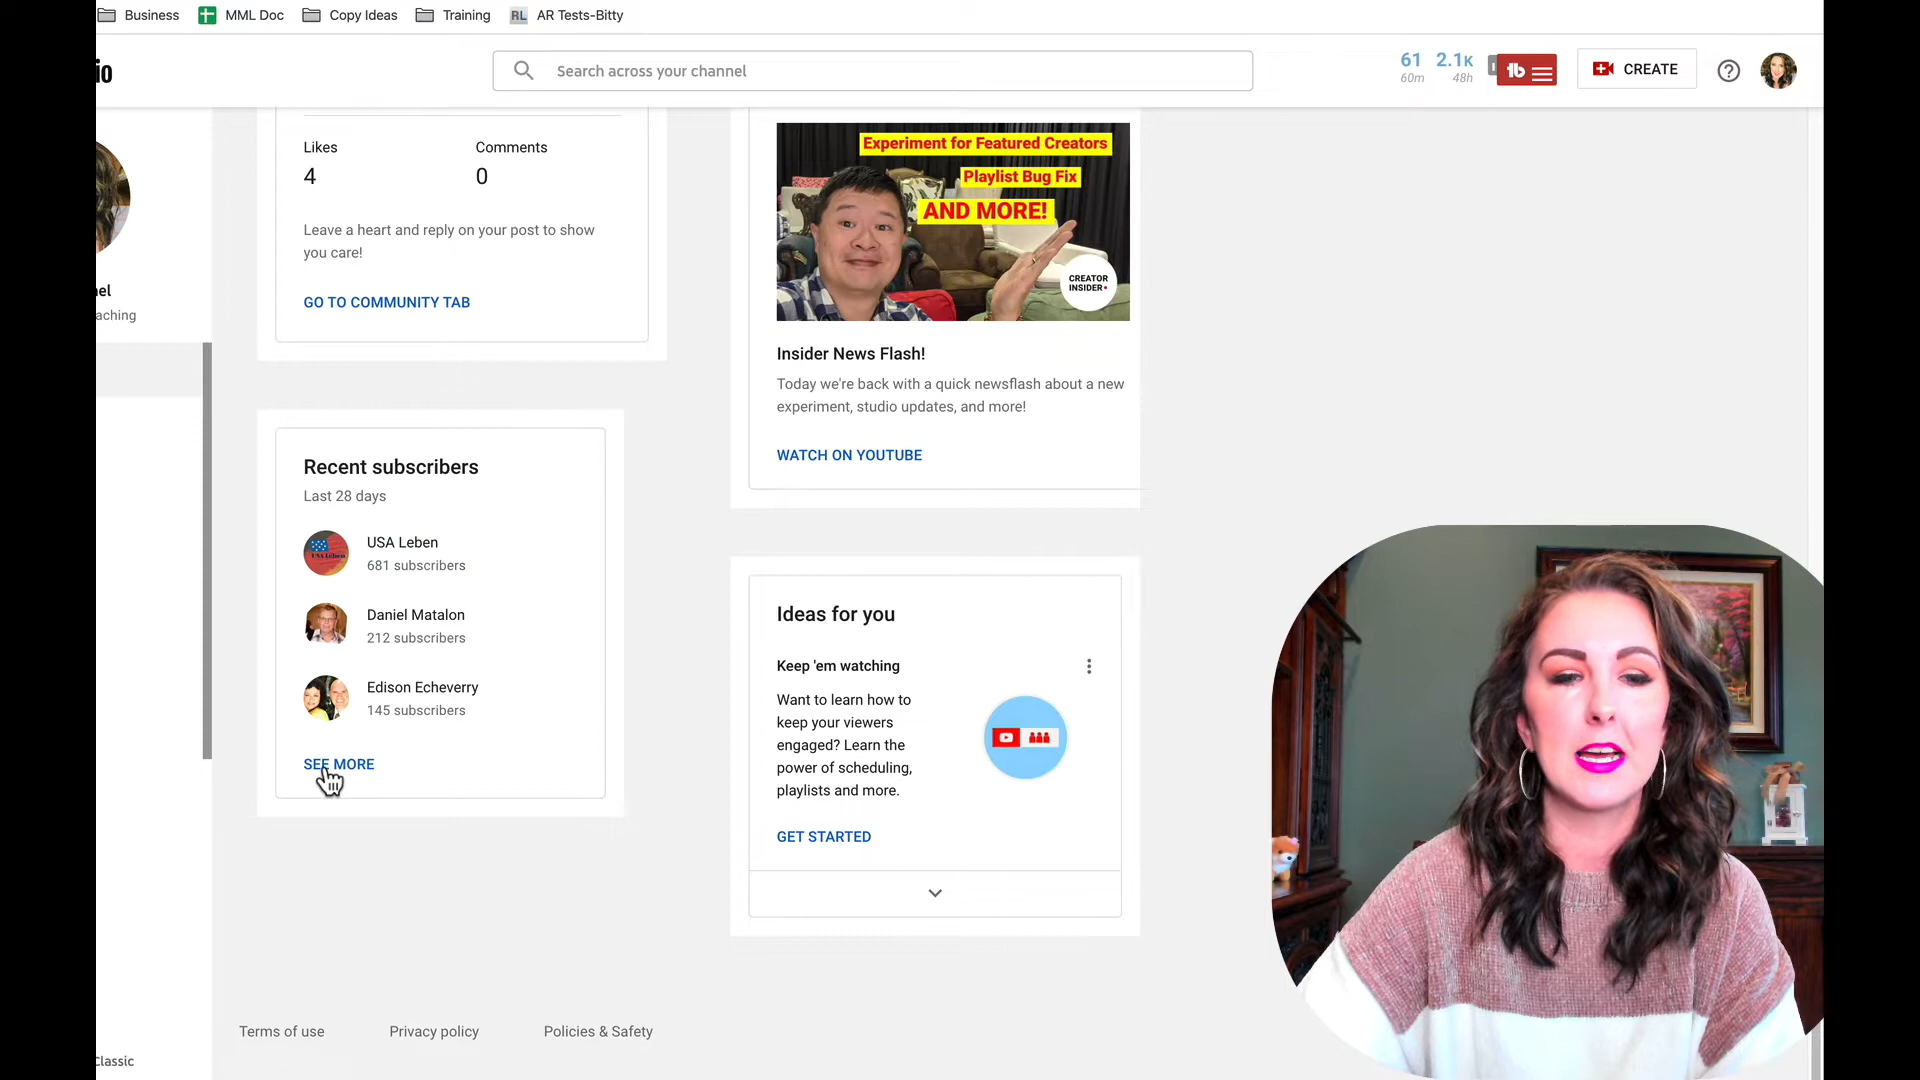 Business
MML Doc
Copy Ideas
Training
RL
AR Tests-Bitty
io
Search across your channel
61
60m
2.1K
48h
tb
CREATE
Likes
4
Comments
0
Leave a heart and reply on your post to show
you care!
GO TO COMMUNITY TAB
Experiment for Featured Creators
Playlist Bug Fix
AND MORE!
CREATOR
INSIDER
Insider News Flash!
Today we're back with a quick newsflash about a new
experiment, studio updates, and more!
WATCH ON YOUTUBE
el
aching
Recent subscribers
Last 28 days
USA Leben
USA Leben
681 subscribers
Daniel Matalon
212 subscribers
Edison Echeverry
145 subscribers
SEE MORE
Ideas for you
Keep 'em watching
Want to learn how to
keep your viewers
engaged? Learn the
power of scheduling,
playlists and more.
GET STARTED
Terms of use
Privacy policy
Policies & Safety
Classic